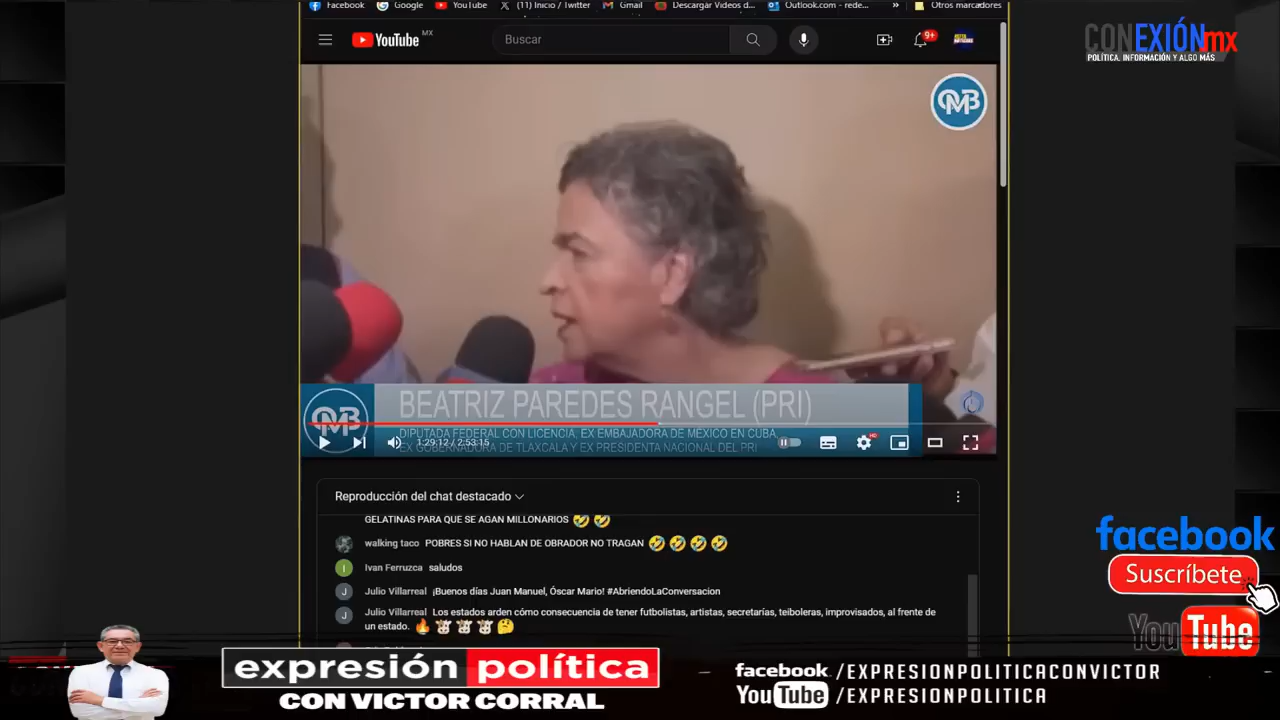 Facebook
Google
YouTube
(11) Inicio / Twitter
Gmail
Descargar Videos d...
Outlook.com - rede...
»
Otros marcadores
YouTube MX
Buscar
9+
CONEXIÓNmx
POLÍTICA, INFORMACIÓN Y ALGO MÁS
OMB
BEATRIZ PAREDES RANGEL (PRI)
DIPUTADA FEDERAL CON LICENCIA, EX EMBAJADORA DE MÉXICO EN CUBA,
EX GOBERNADORA DE TLAXCALA Y EX PRESIDENTA NACIONAL DEL PRI
OMB
1:29:12 / 2:53:15
HD
Reproducción del chat destacado
GELATINAS PARA QUE SE AGAN MILLONARIOS 🤣 🤣
walking taco POBRES SI NO HABLAN DE OBRADOR NO TRAGAN 🤣 🤣 🤣 🤣
I Ivan Ferruzca saludos
J Julio Villarreal ¡Buenos días Juan Manuel, Óscar Mario! #AbriendoLaConversacion
J Julio Villarreal Los estados arden cómo consecuencia de tener futbolistas, artistas, secretarías, teiboleras, improvisados, al frente de
un estado. 🔥 🐮 🐮 🐮 🤔
facebook
Suscríbete
YouTube
expresión política
CON VICTOR CORRAL
facebook /EXPRESIONPOLITICACONVICTOR
YouTube /EXPRESIONPOLITICA